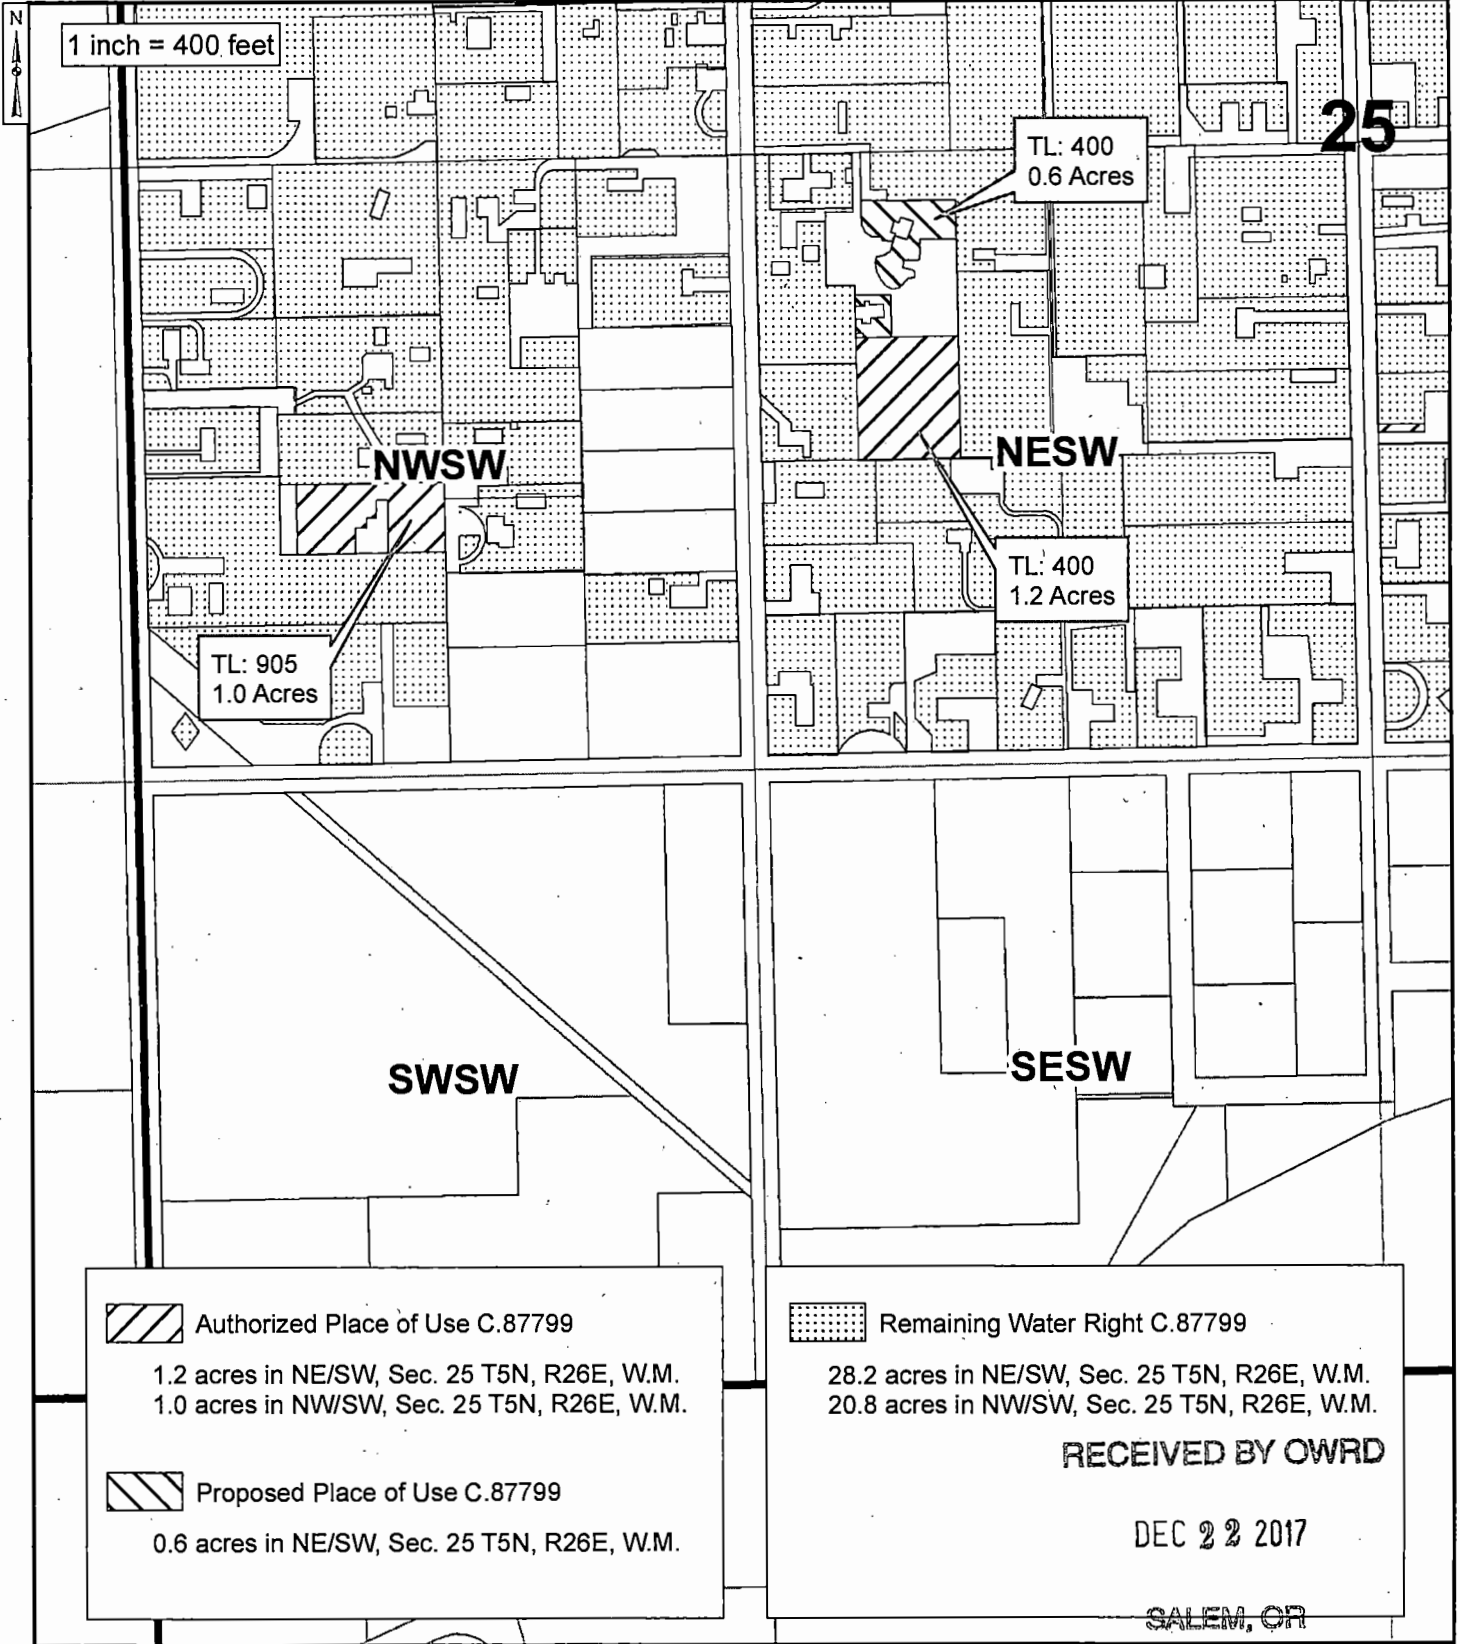 N
1 inch = 400 feet
25
TL: 400
0.6 Acres
NWSW
NESW
TL: 400
1.2 Acres
TL: 905
1.0 Acres
SWSW
SESW
Authorized Place of Use C.87799
1.2 acres in NE/SW, Sec. 25 T5N, R26E, W.M.
1.0 acres in NW/SW, Sec. 25 T5N, R26E, W.M.
Proposed Place of Use C.87799
0.6 acres in NE/SW, Sec. 25 T5N, R26E, W.M.
Remaining Water Right C.87799
28.2 acres in NE/SW, Sec. 25 T5N, R26E, W.M.
20.8 acres in NW/SW, Sec. 25 T5N, R26E, W.M.
RECEIVED BY OWRD
DEC 22 2017
SALEM, OR